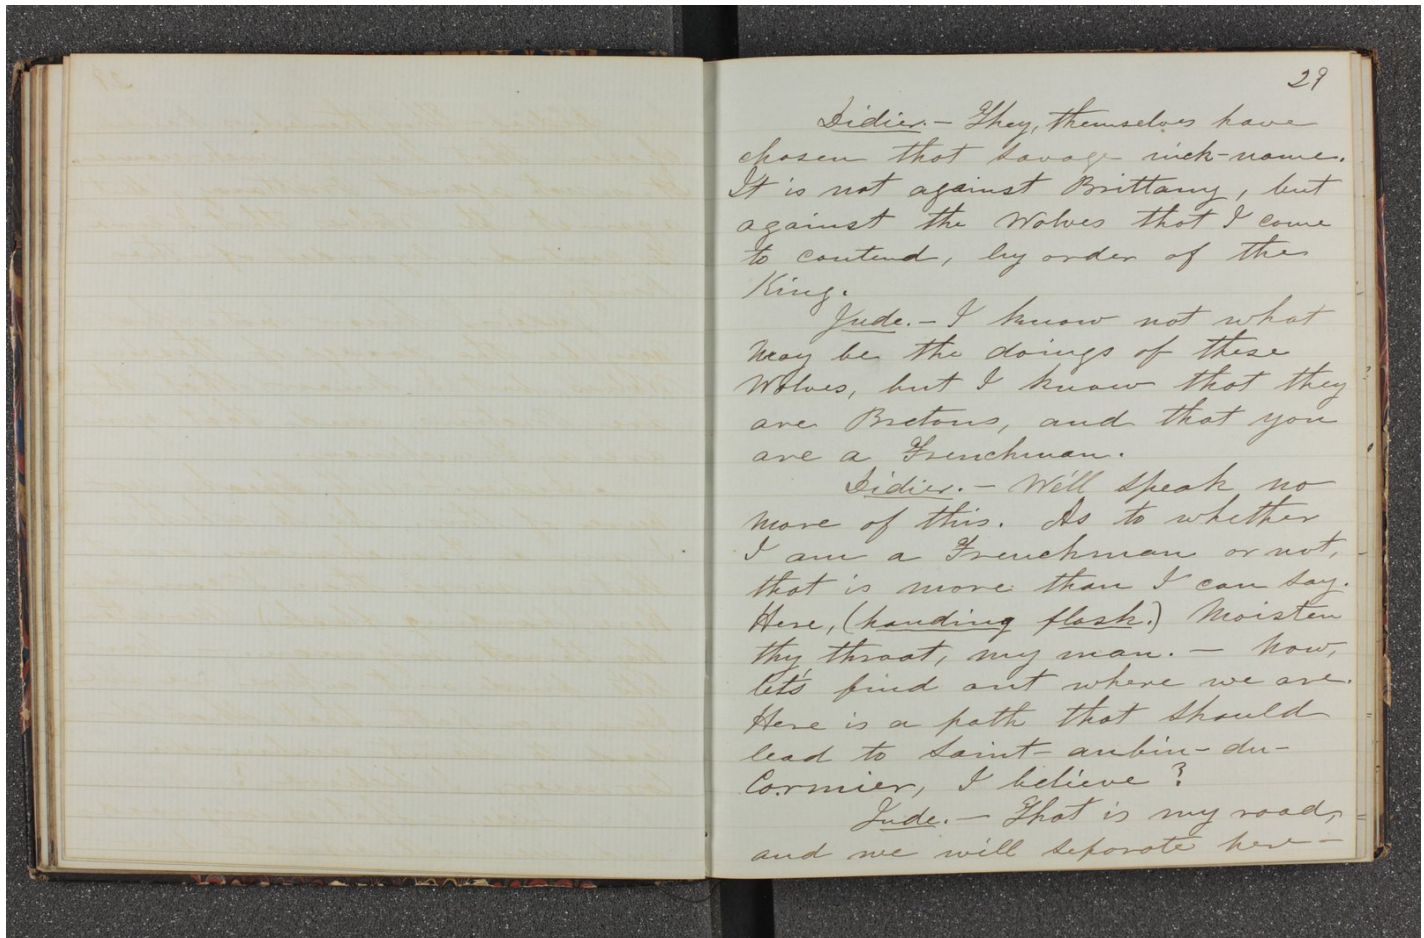 29
Didier. — They, themselves have
chosen that savage nick-name.
It is not against Brittany, but
against the Wolves that I come
to contend, by order of the
King.
Jude. — I know not what
may be the doings of these
Wolves, but I know that they
are Bretons, and that you
are a Frenchman.
Didier. — We'll speak no
more of this. As to whether
I am a Frenchman or not,
that is more than I can say.
Here, (handing flask.) Moisten
thy throat, my man. — Now,
let's find out where we are.
Here is a path that should
lead to Saint-aubin-du-
Cormier, I believe?
Jude. — That is my road,
and we will separate here —